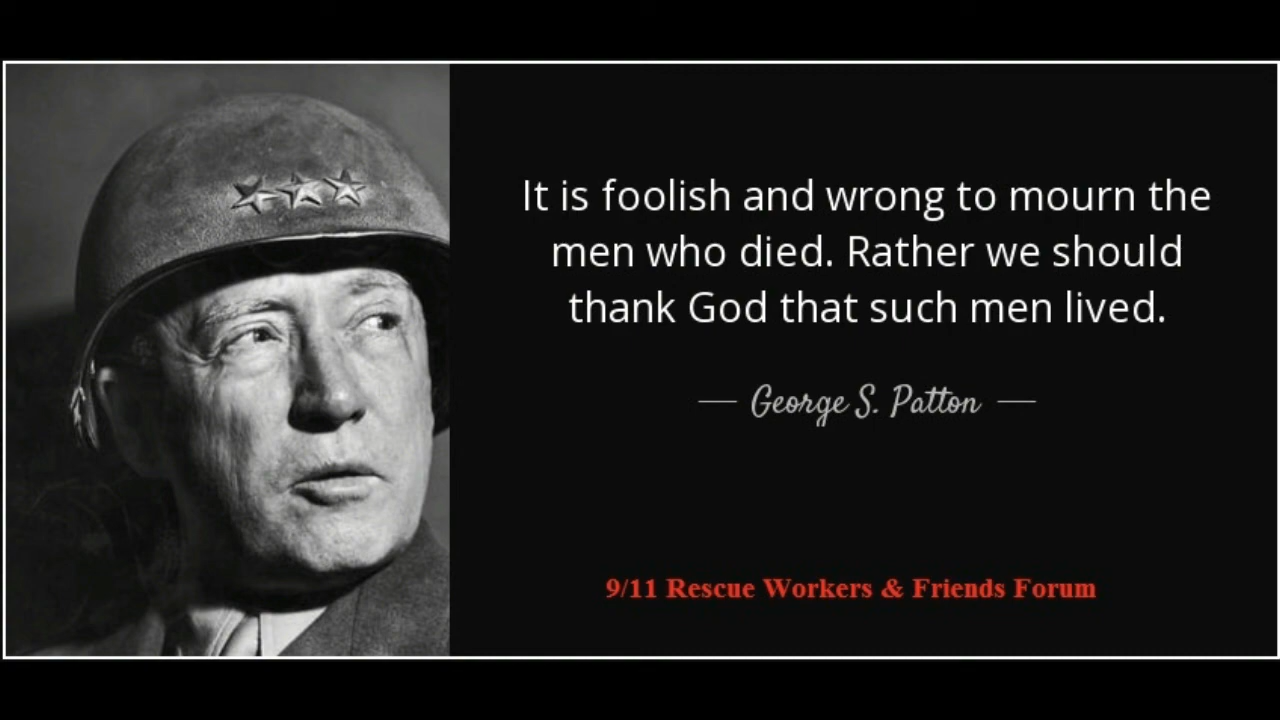 It is foolish and wrong to mourn the
men who died. Rather we should
thank God that such men lived.
— George S. Patton —
9/11 Rescue Workers & Friends Forum